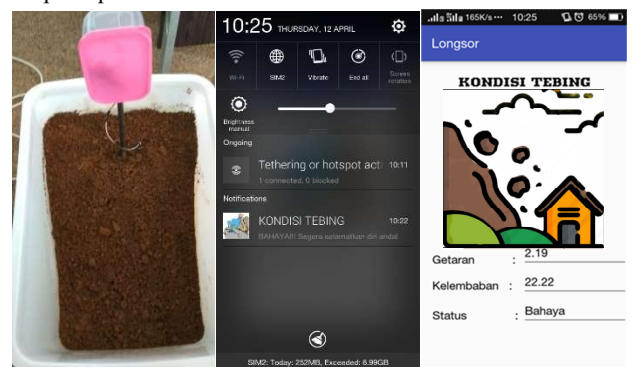 10:25 THURSDAY, 12 APRIL
Wi-Fi SIM2 Vibrate End all Screen rotation
Brightness manual
Ongoing
Tethering or hotspot acti 10:11
1 connected, 0 blocked
Notifications
KONDISI TEBING 10:22
BAHAYA!!! Segera selamatkan diri anda!
SIM2: Today: 252MB, Exceeded: 6.99GB
165K/s ··· 10:25 65%
Longsor
KONDISI TEBING
Getaran : 2.19
Kelembaban : 22.22
Status : Bahaya